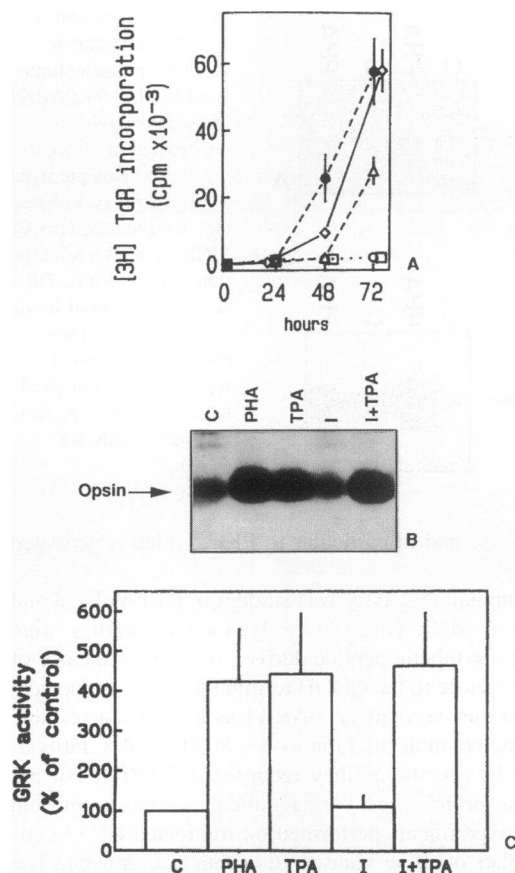 [3H] TdR incorporation
(Cpm x10⁻³)
60
40
20
0
0 24 48 72
hours
A
C PHA TPA I I+TPA
Opsin
B
GRK activity
(% of control)
600
500
400
300
200
100
0
C PHA TPA I I+TPA
C